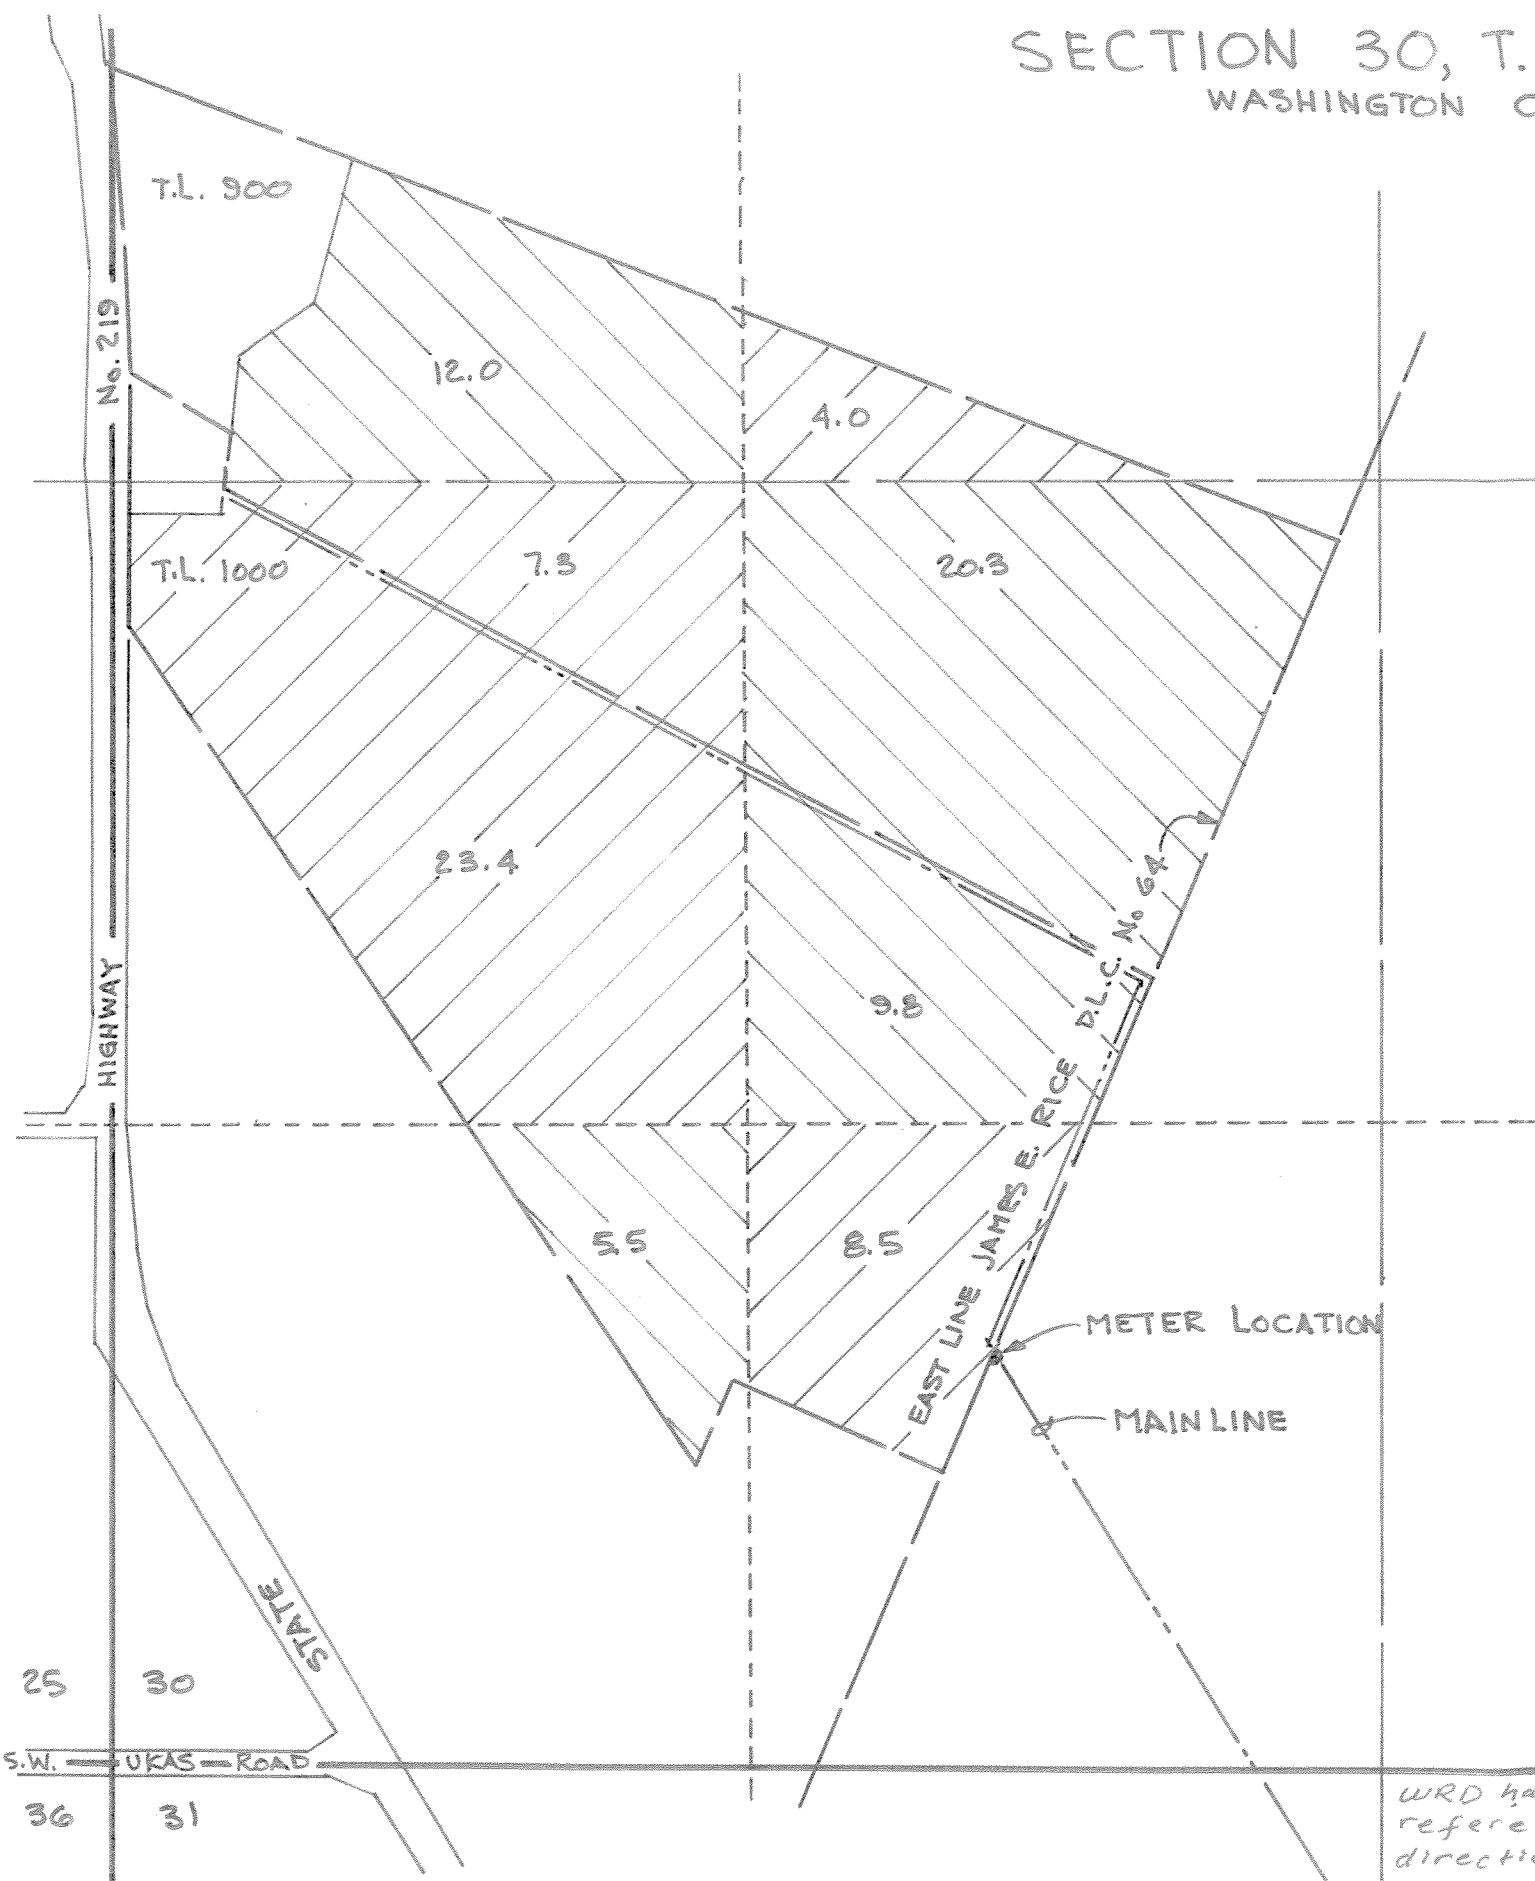 SECTION 30, T.
WASHINGTON
T.L. 900
No. 219
12.0
4.0
T.L. 1000
7.3
20.3
23.4
D.L.C. No 64
9.8
HIGHWAY
EAST LINE JAMES E. RICE
5.5
8.5
METER LOCATION
MAINLINE
STATE
25
30
S.W. UKAS ROAD
36
31
WRD ha
refere
directi